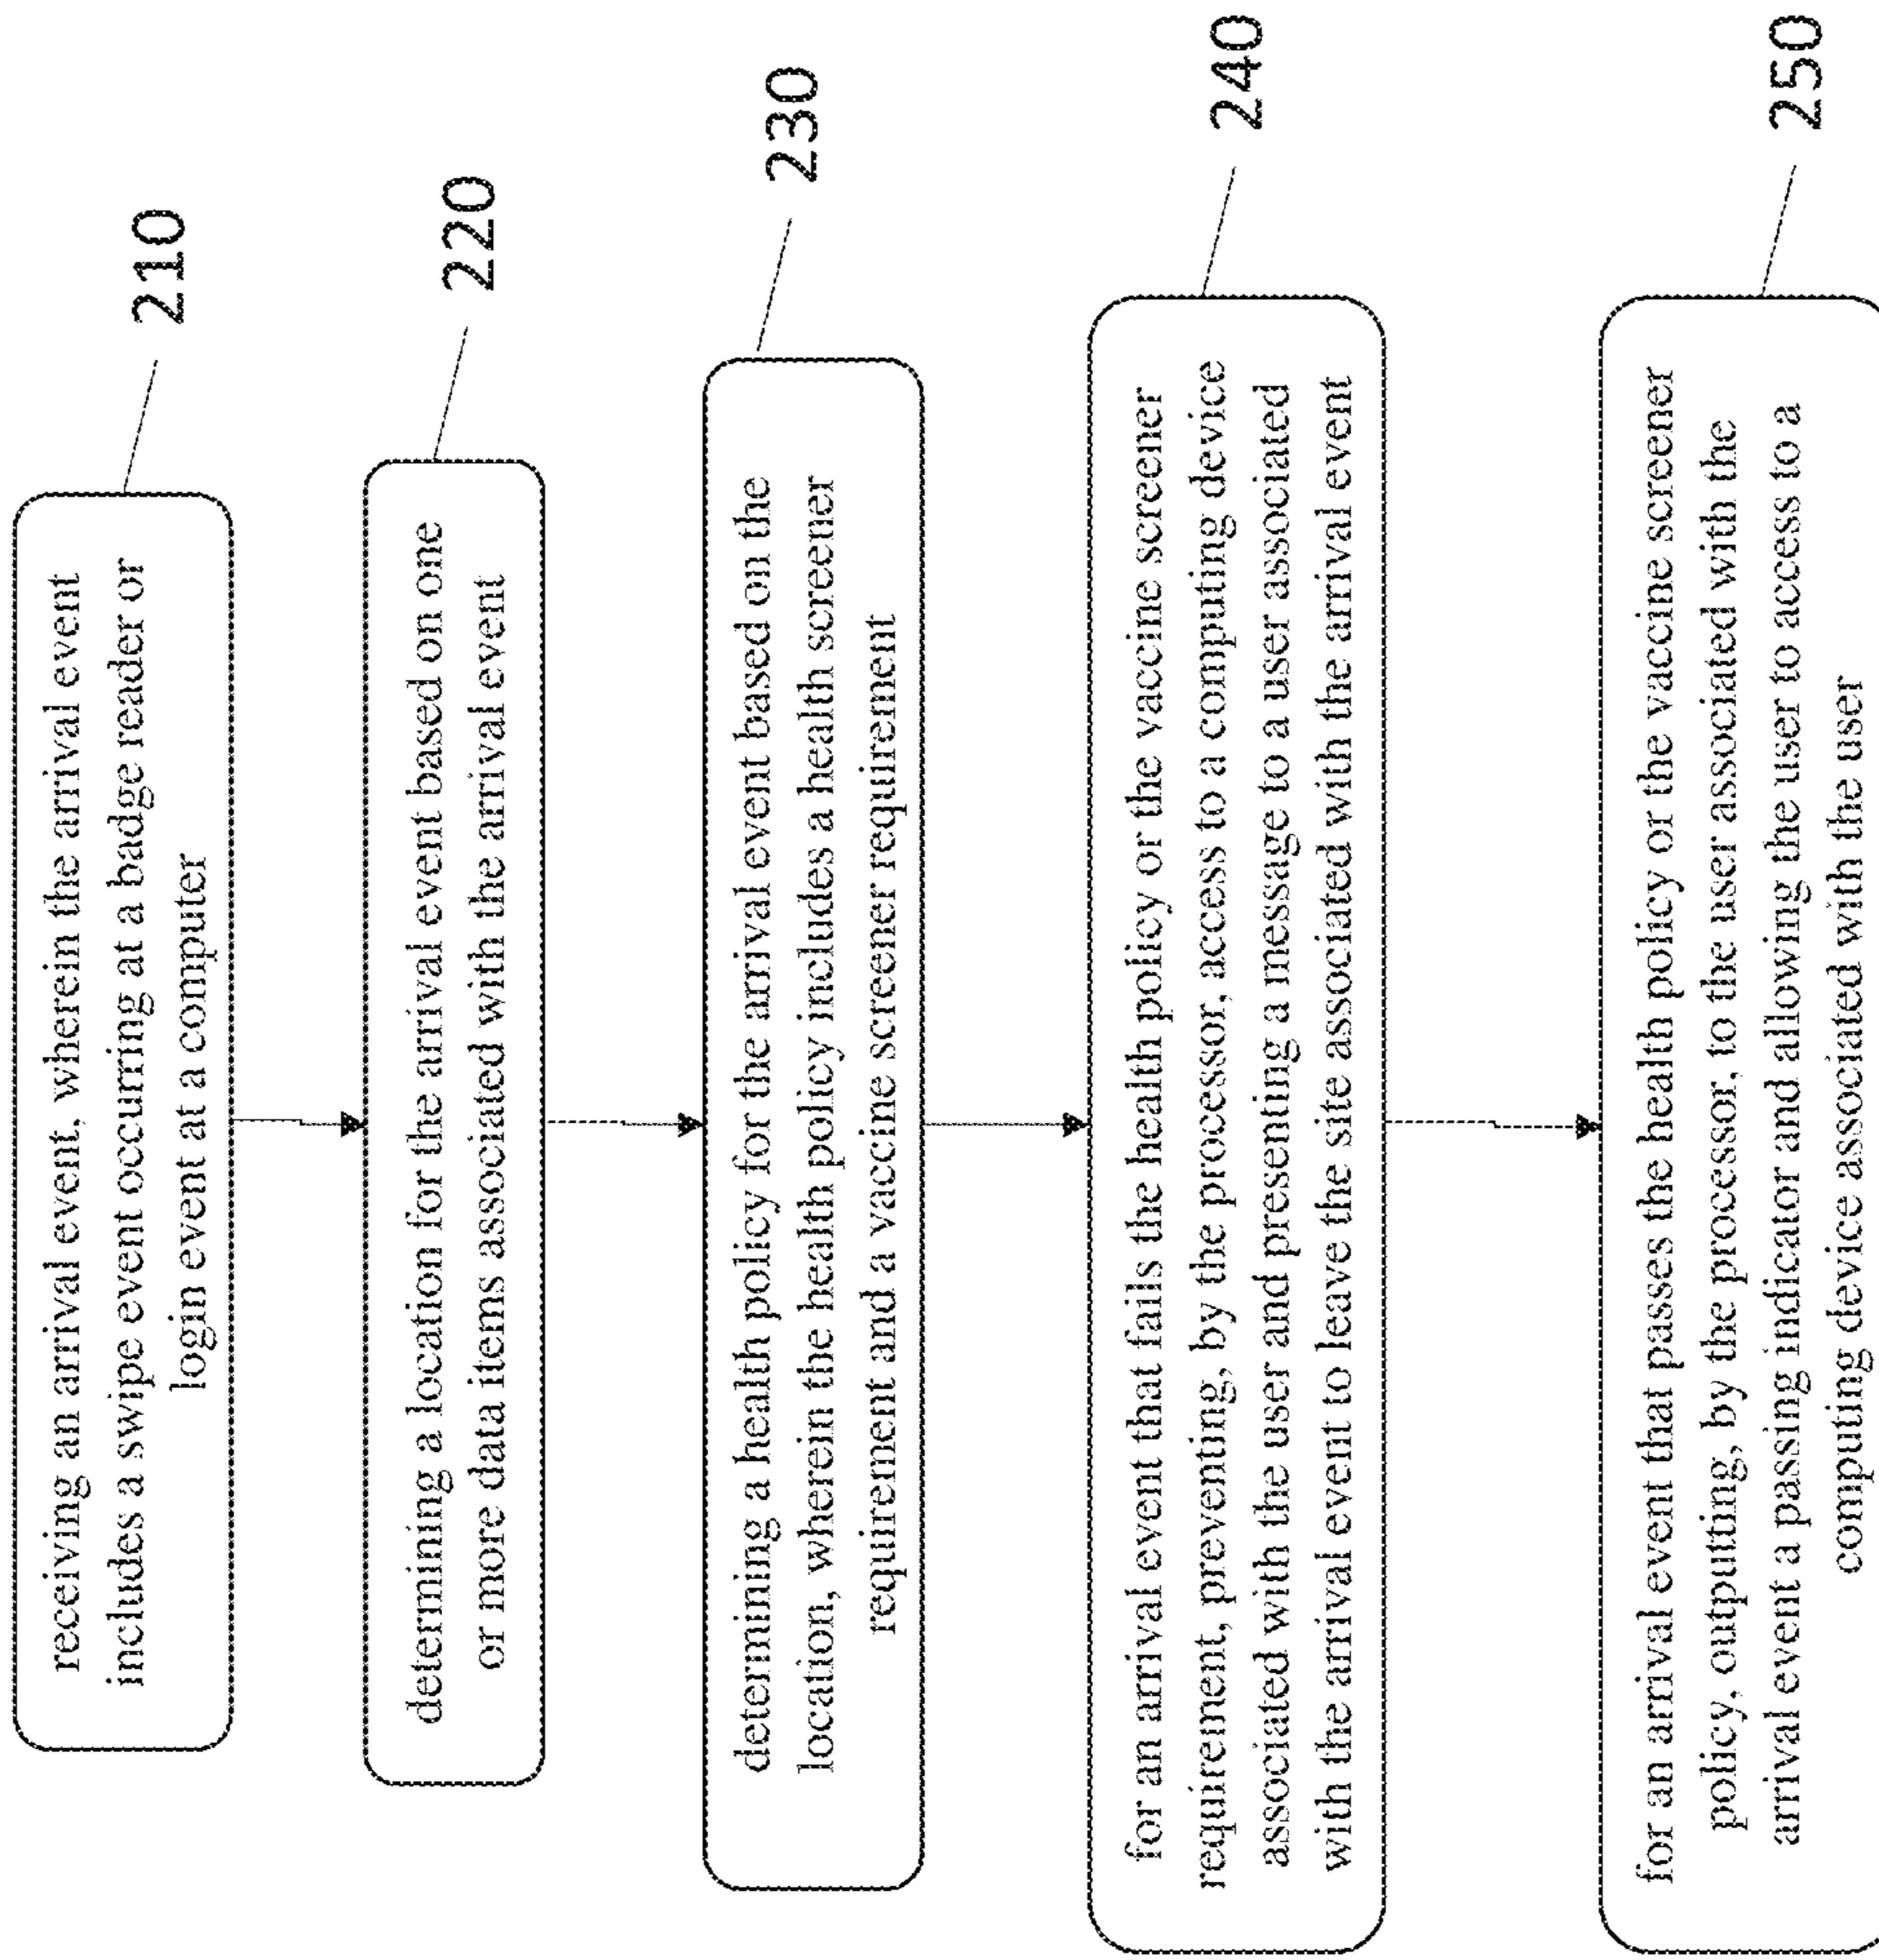 receiving an arrival event, wherein the arrival event
includes a swipe event occurring at a badge reader or
login event at a computer
210
determining a location for the arrival event based on one
or more data items associated with the arrival event
220
determining a health policy for the arrival event based on the
location, wherein the health policy includes a health screener
requirement and a vaccine screener requirement
230
for an arrival event that fails the health policy or the vaccine screener
requirement, preventing, by the processor, access to a computing device
associated with the user and presenting a message to a user associated
with the arrival event to leave the site associated with the arrival event
240
for an arrival event that passes the health policy or the vaccine screener
policy, outputting, by the processor, to the user associated with the
arrival event a passing indicator and allowing the user to access to a
computing device associated with the user
250